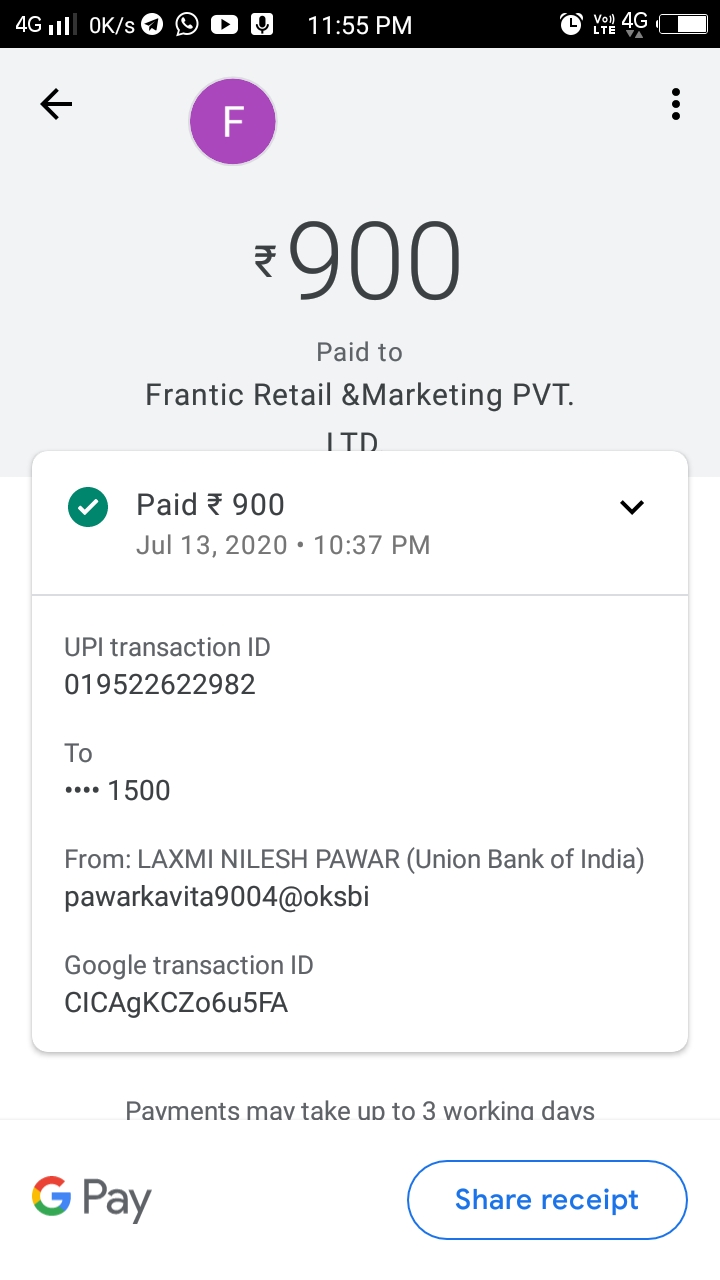 4G 0K/s 11:55 PM Vo)) LTE 4G
F
₹900
Paid to
Frantic Retail &Marketing PVT.
LTD
Paid ₹ 900
Jul 13, 2020 • 10:37 PM
UPI transaction ID
019522622982
To
•••• 1500
From: LAXMI NILESH PAWAR (Union Bank of India)
pawarkavita9004@oksbi
Google transaction ID
CICAgKCZo6u5FA
Payments may take up to 3 working days
G Pay
Share receipt